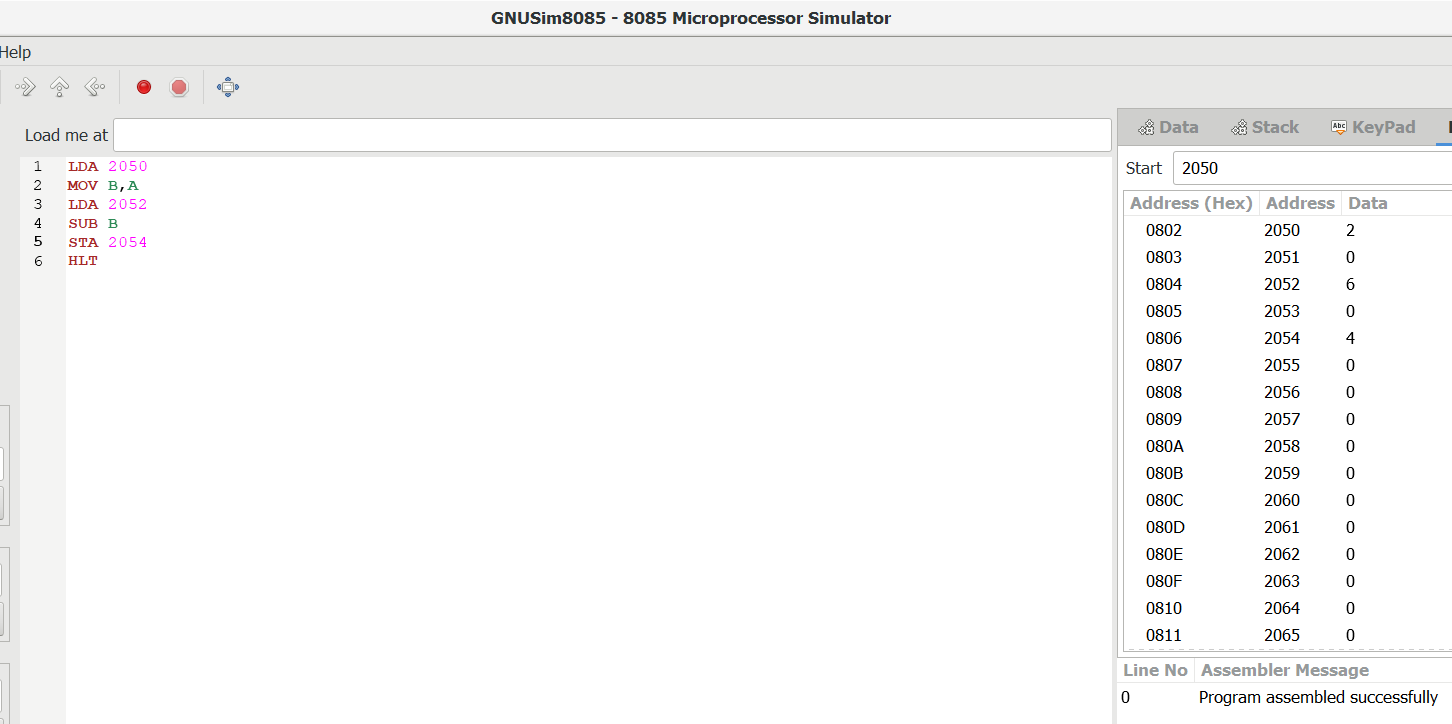 GNUSim8085 - 8085 Microprocessor Simulator
Help
Load me at
1 LDA 2050
2 MOV B,A
3 LDA 2052
4 SUB B
5 STA 2054
6 HLT
Data Stack Abc KeyPad
Start 2050
Address (Hex) Address Data
0802 2050 2
0803 2051 0
0804 2052 6
0805 2053 0
0806 2054 4
0807 2055 0
0808 2056 0
0809 2057 0
080A 2058 0
080B 2059 0
080C 2060 0
080D 2061 0
080E 2062 0
080F 2063 0
0810 2064 0
0811 2065 0
Line No Assembler Message
0 Program assembled successfully